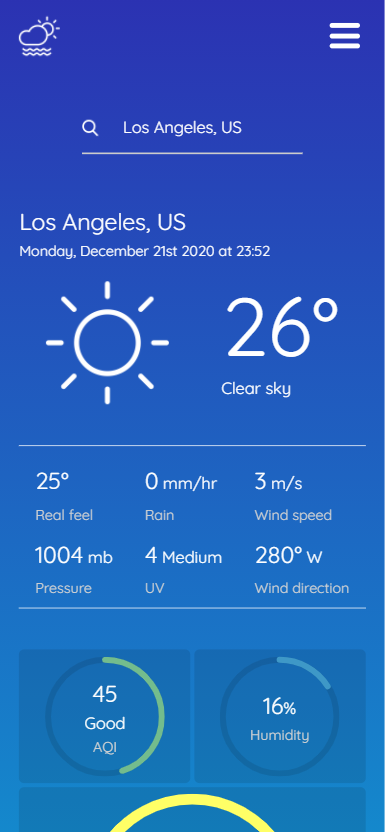 Los Angeles, US
Los Angeles, US
Monday, December 21st 2020 at 23:52
26°
Clear sky
25° 0 mm/hr 3 m/s
Real feel Rain Wind speed
1004 mb 4 Medium 280° W
Pressure UV Wind direction
45
Good
AQI
16%
Humidity